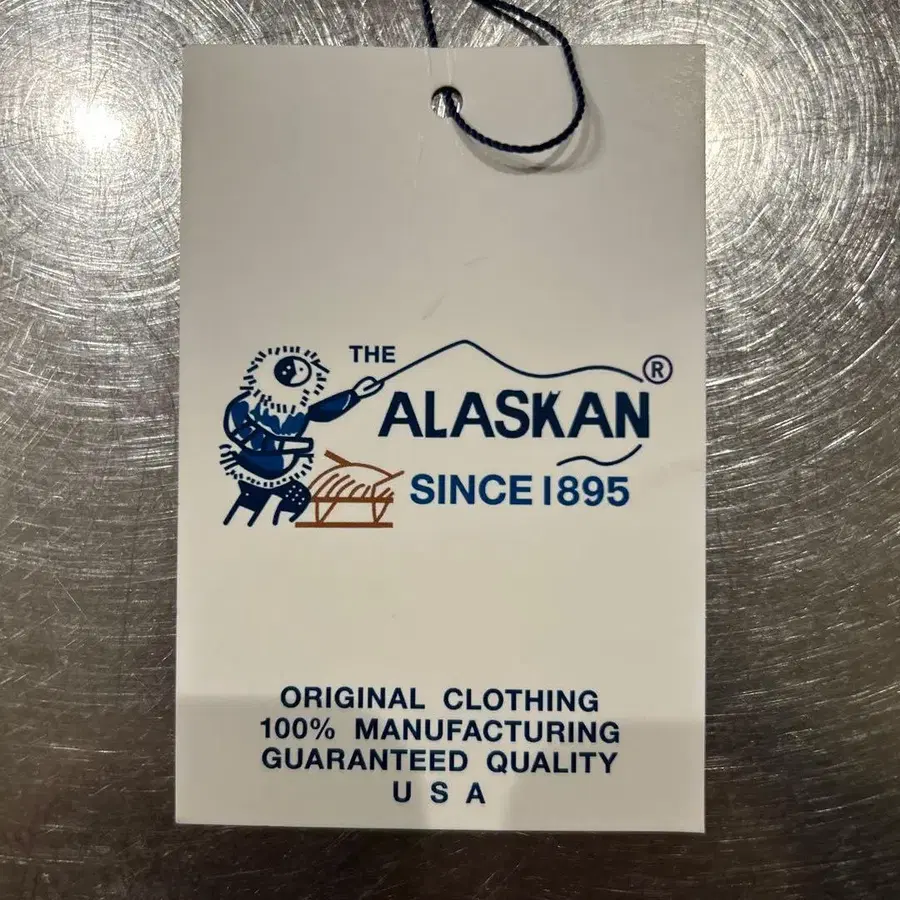 THE
ALASKAN®
SINCE 1895
ORIGINAL CLOTHING
100% MANUFACTURING
GUARANTEED QUALITY
U S A